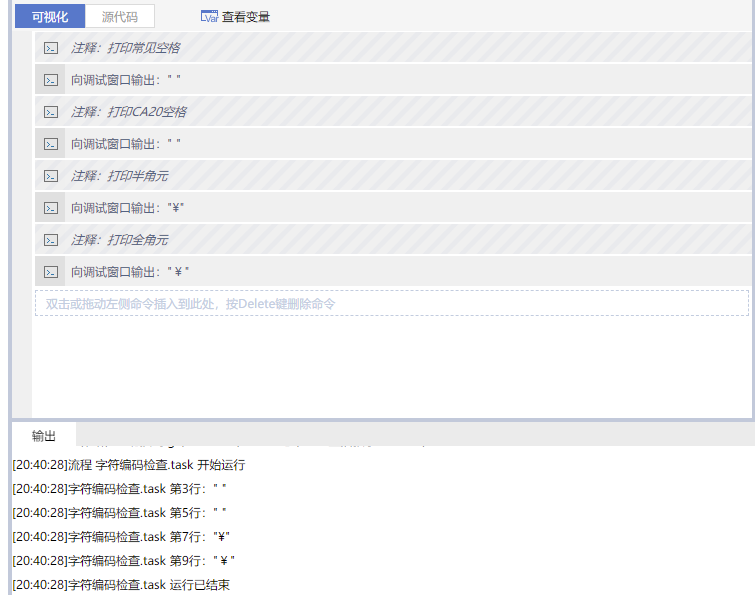 可视化 源代码 Var 查看变量
注释：打印常见空格
向调试窗口输出：" "
注释：打印CA20空格
向调试窗口输出：" "
注释：打印半角元
向调试窗口输出："¥"
注释：打印全角元
向调试窗口输出："￥"
双击或拖动左侧命令插入到此处，按Delete键删除命令
输出
[20:40:28]流程 字符编码检查.task 开始运行
[20:40:28]字符编码检查.task 第3行：" "
[20:40:28]字符编码检查.task 第5行：" "
[20:40:28]字符编码检查.task 第7行："¥"
[20:40:28]字符编码检查.task 第9行："￥"
[20:40:28]字符编码检查.task 运行已结束